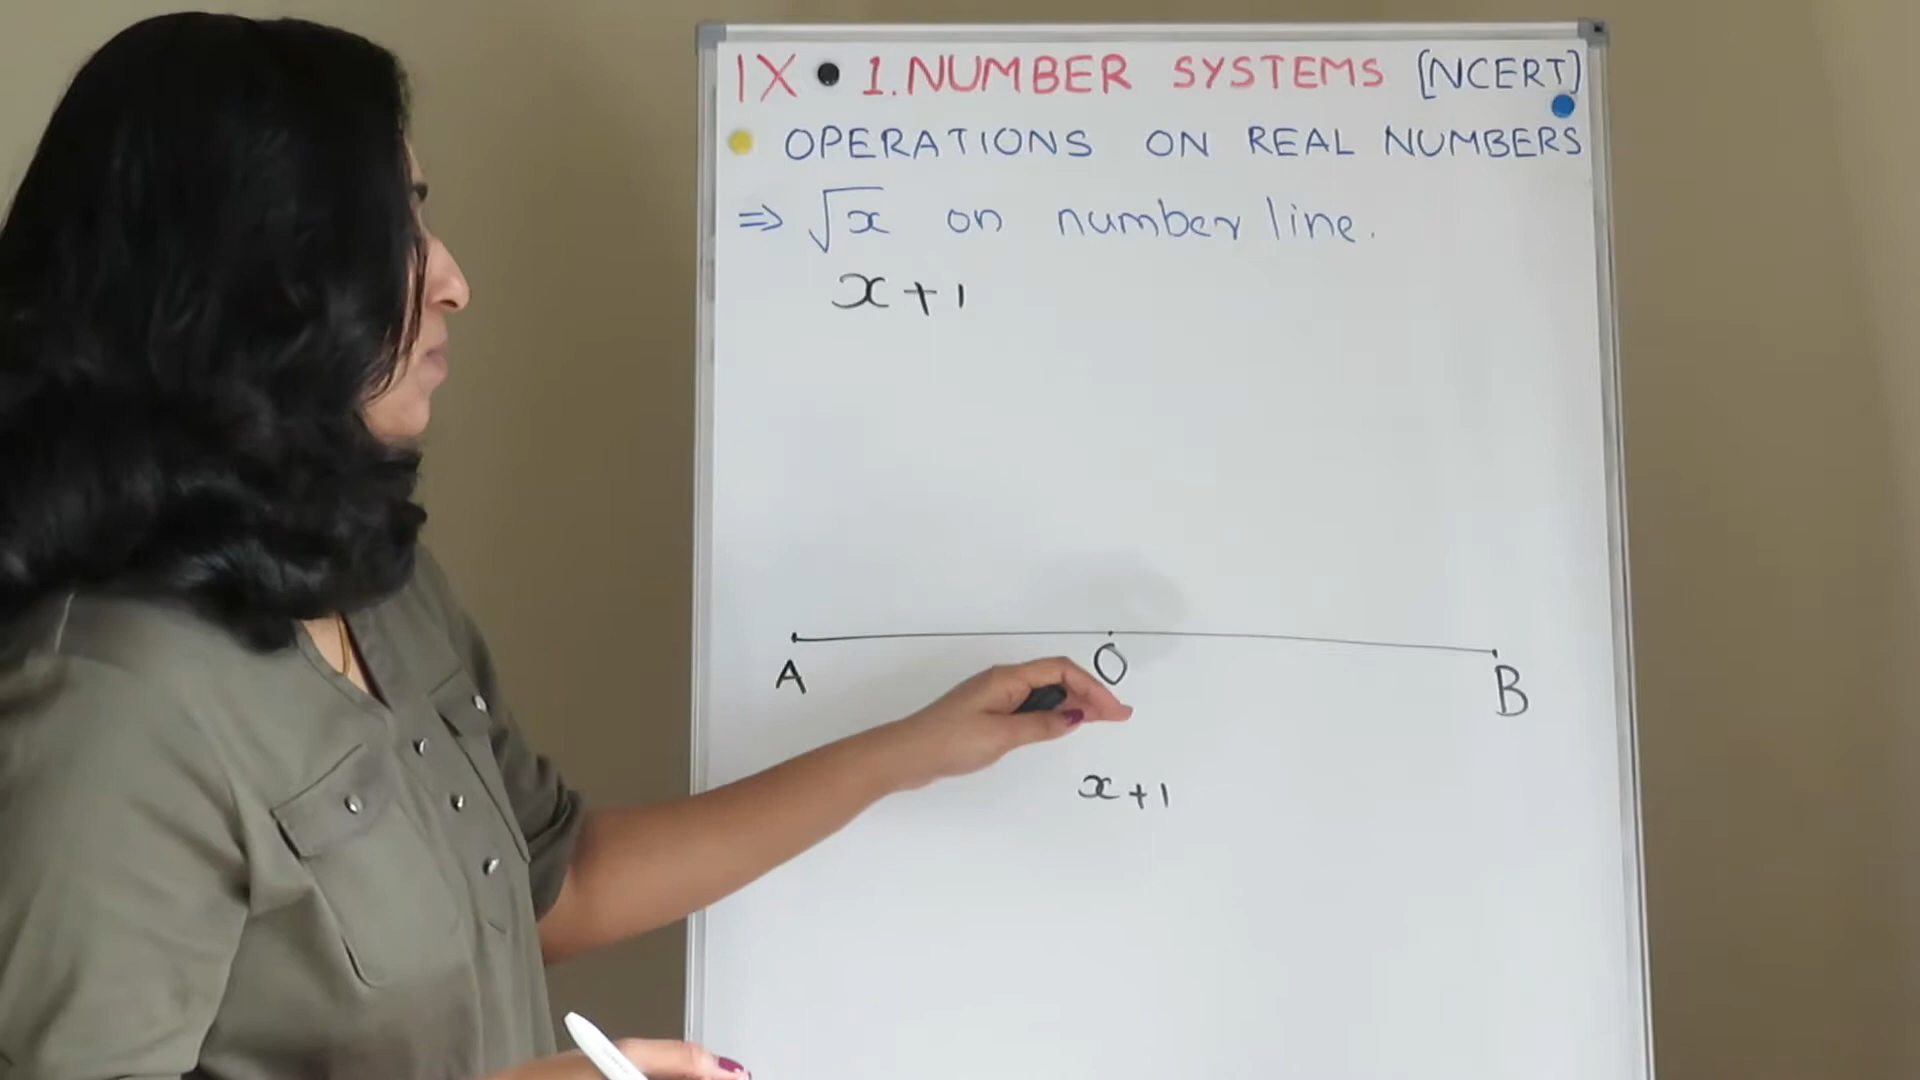 IX • 1. NUMBER SYSTEMS [NCERT]
OPERATIONS ON REAL NUMBERS
⇒ √x on number line.
x + 1
A O B
x + 1